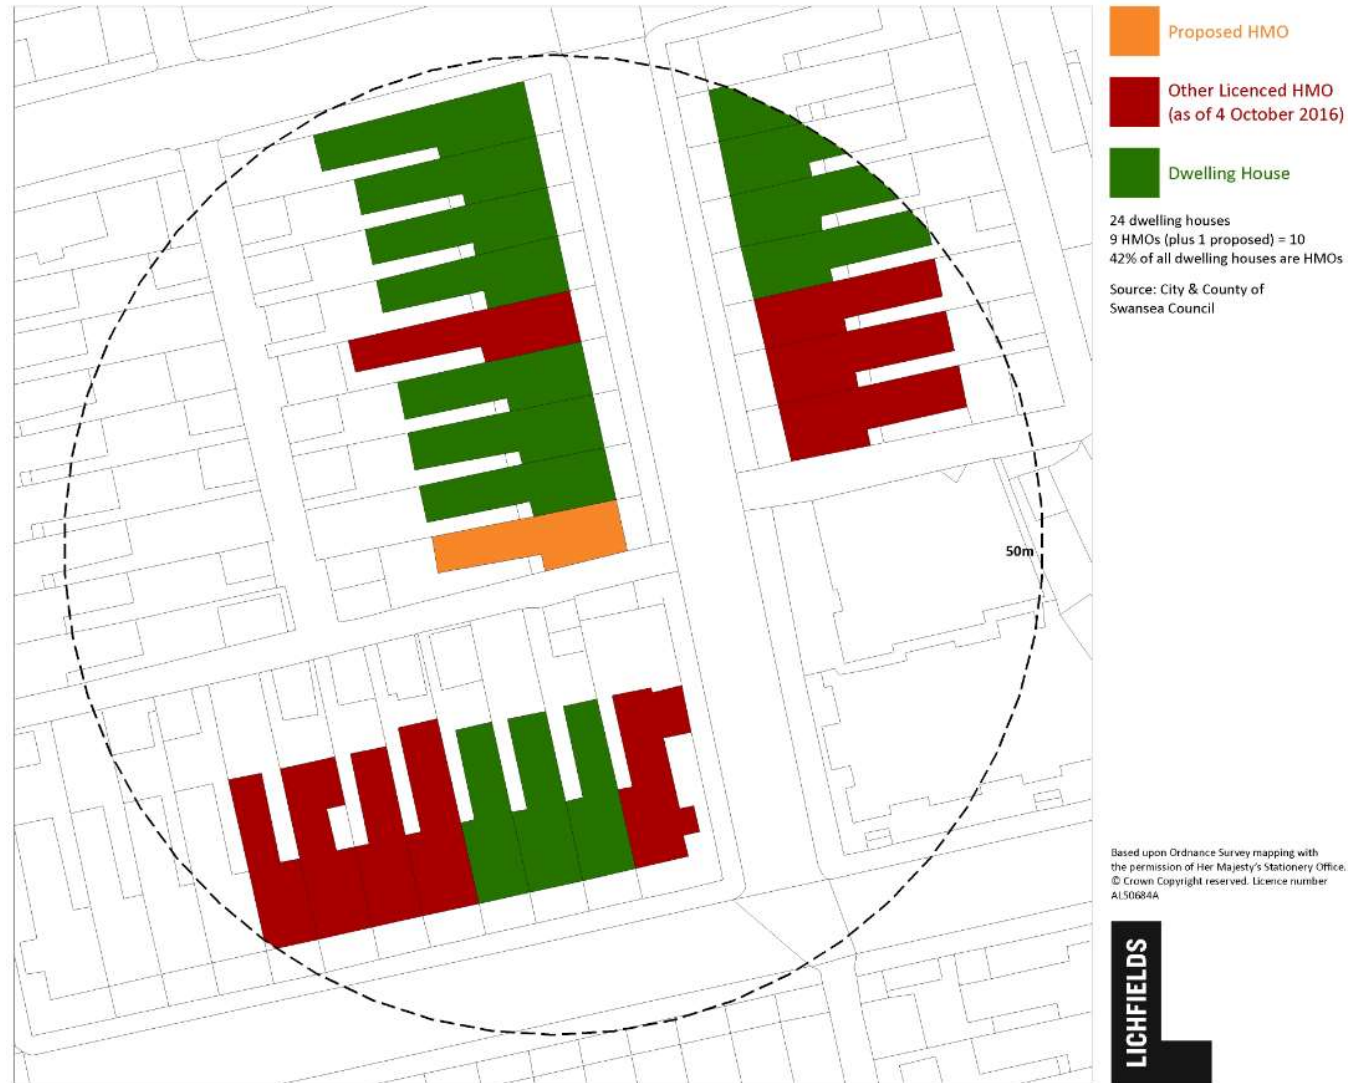 Proposed HMO
Other Licenced HMO
(as of 4 October 2016)
Dwelling House
24 dwelling houses
9 HMOs (plus 1 proposed) = 10
42% of all dwelling houses are HMOs
Source: City & County of
Swansea Council
50m
Based upon Ordnance Survey mapping with
the permission of Her Majesty's Stationery Office.
© Crown Copyright reserved. Licence number
AL50684A
LICHFIELDS